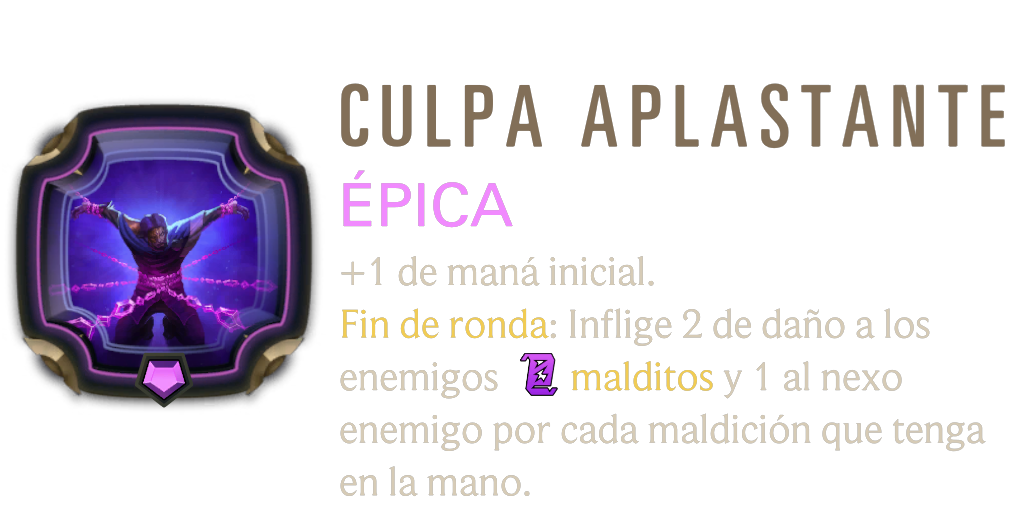 CULPA APLASTANTE
ÉPICA
+1 de maná inicial.
Fin de ronda: Inflige 2 de daño a los
enemigos malditos y 1 al nexo
enemigo por cada maldición que tenga
en la mano.